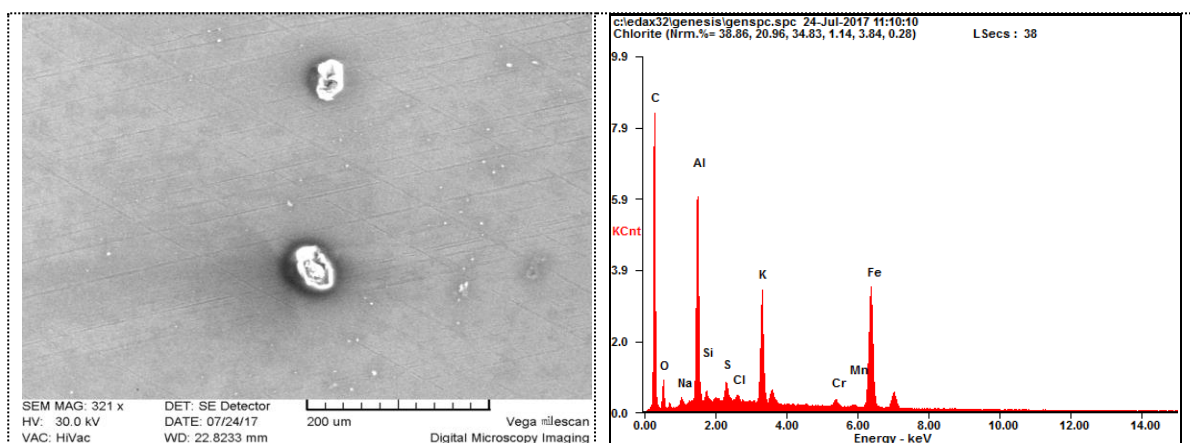 SEM MAG: 321 x DET: SE Detector
HV: 30.0 kV DATE: 07/24/17 200 um Vega ©Tescan
VAC: HiVac WD: 22.8233 mm Digital Microscopy Imaging
c:\edax32\genesis\genspc.spc 24-Jul-2017 11:10:10
Chlorite (Nrm.%= 38.86, 20.96, 34.83, 1.14, 3.84, 0.28) LSecs : 38
9.9
C
7.9
Al
5.9
KCnt
3.9
K
Fe
2.0
Si
S
O
Na
Cl
Cr
Mn
0.0
0.00 2.00 4.00 6.00 8.00 10.00 12.00 14.00
Energy - keV